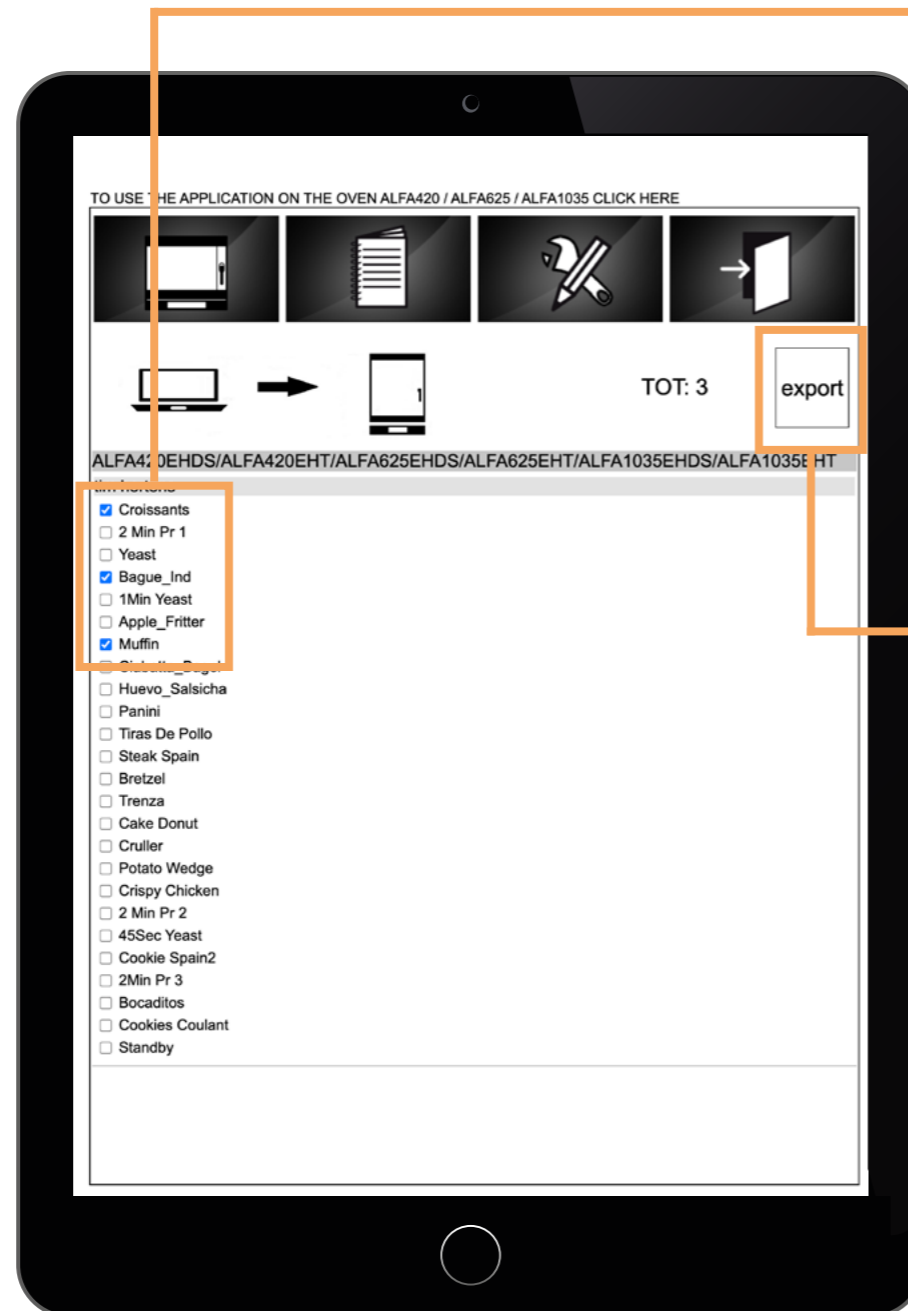 TO USE THE APPLICATION ON THE OVEN ALFA420 / ALFA625 / ALFA1035 CLICK HERE
TOT: 3
export
ALFA420EHDS/ALFA420EHT/ALFA625EHDS/ALFA625EHT/ALFA1035EHDS/ALFA1035EHT
tim hortons
Croissants
2 Min Pr 1
Yeast
Bague_Ind
1Min Yeast
Apple_Fritter
Muffin
Huevo_Salsicha
Panini
Tiras De Pollo
Steak Spain
Bretzel
Trenza
Cake Donut
Cruller
Potato Wedge
Crispy Chicken
2 Min Pr 2
45Sec Yeast
Cookie Spain2
2Min Pr 3
Bocaditos
Cookies Coulant
Standby